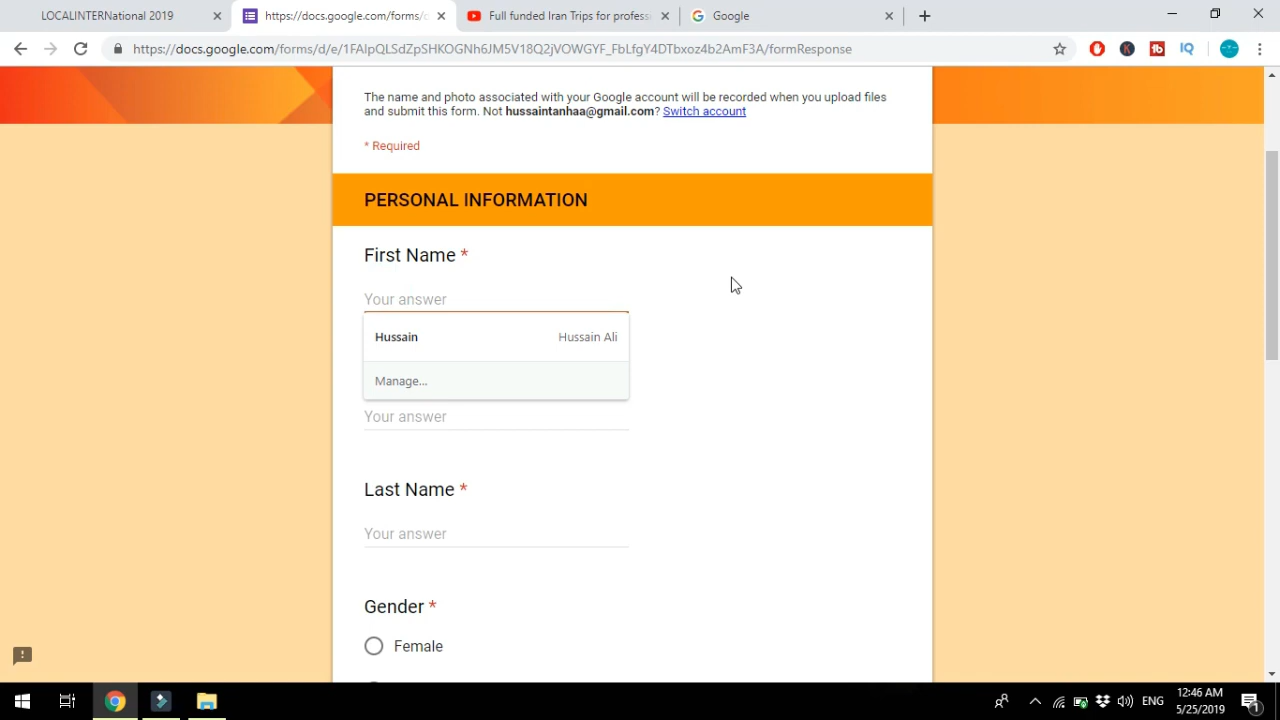 LOCALINTERNational 2019
https://docs.google.com/forms/d
Full funded Iran Trips for profess
Google
https://docs.google.com/forms/d/e/1FAIpQLSdZpSHKOGNh6JM5V18Q2jVOWGYF_FbLfgY4DTbxoz4b2AmF3A/formResponse
The name and photo associated with your Google account will be recorded when you upload files
and submit this form. Not hussaintanhaa@gmail.com? Switch account
* Required
PERSONAL INFORMATION
First Name *
Your answer
Hussain Hussain Ali
Manage...
Your answer
Last Name *
Your answer
Gender *
Female
ENG
12:46 AM
5/25/2019